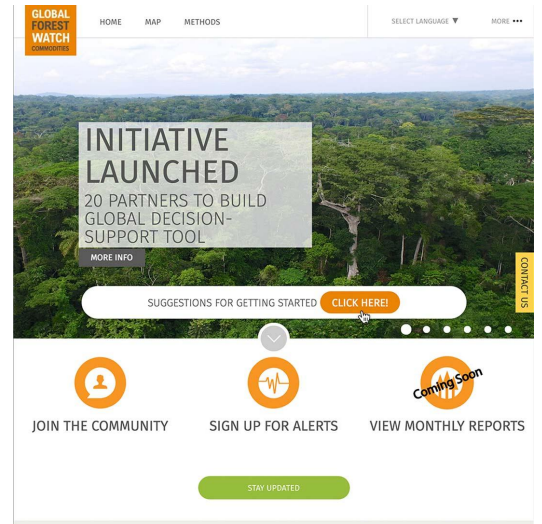 GLOBAL
FOREST
WATCH
COMMODITIES
HOME MAP METHODS SELECT LANGUAGE ▼ MORE •••
INITIATIVE
LAUNCHED
20 PARTNERS TO BUILD
GLOBAL DECISION-
SUPPORT TOOL
MORE INFO
CONTACT US
SUGGESTIONS FOR GETTING STARTED CLICK HERE!
Coming Soon
JOIN THE COMMUNITY SIGN UP FOR ALERTS VIEW MONTHLY REPORTS
STAY UPDATED